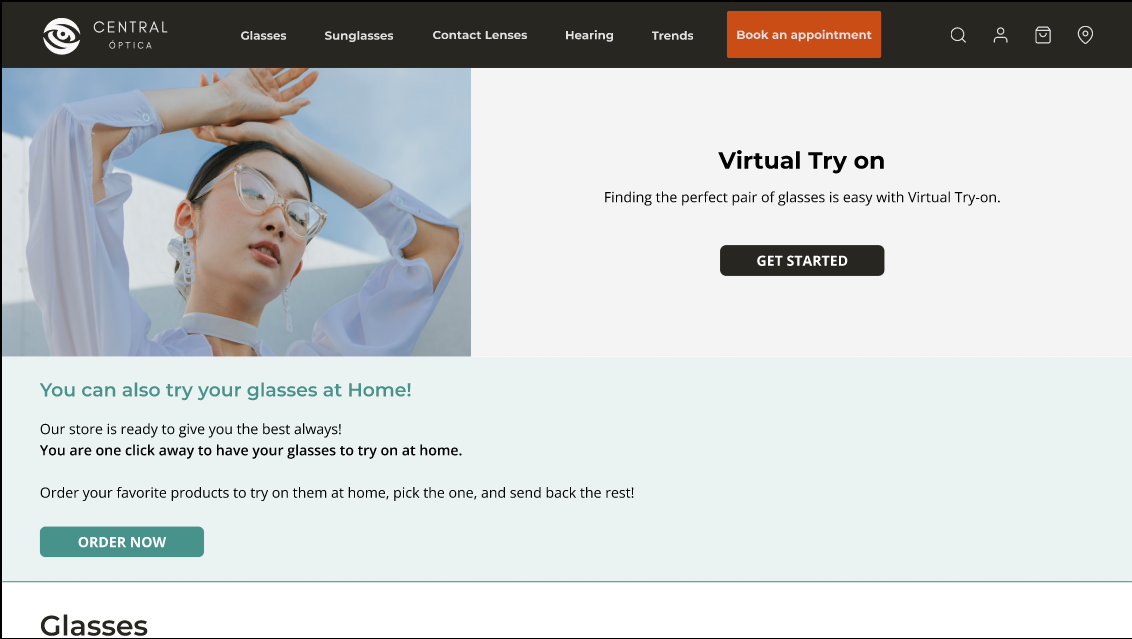 CENTRAL
ÓPTICA
Glasses
Sunglasses
Contact Lenses
Hearing
Trends
Book an appointment
Virtual Try on
Finding the perfect pair of glasses is easy with Virtual Try-on.
GET STARTED
You can also try your glasses at Home!
Our store is ready to give you the best always!
You are one click away to have your glasses to try on at home.
Order your favorite products to try on them at home, pick the one, and send back the rest!
ORDER NOW
Glasses